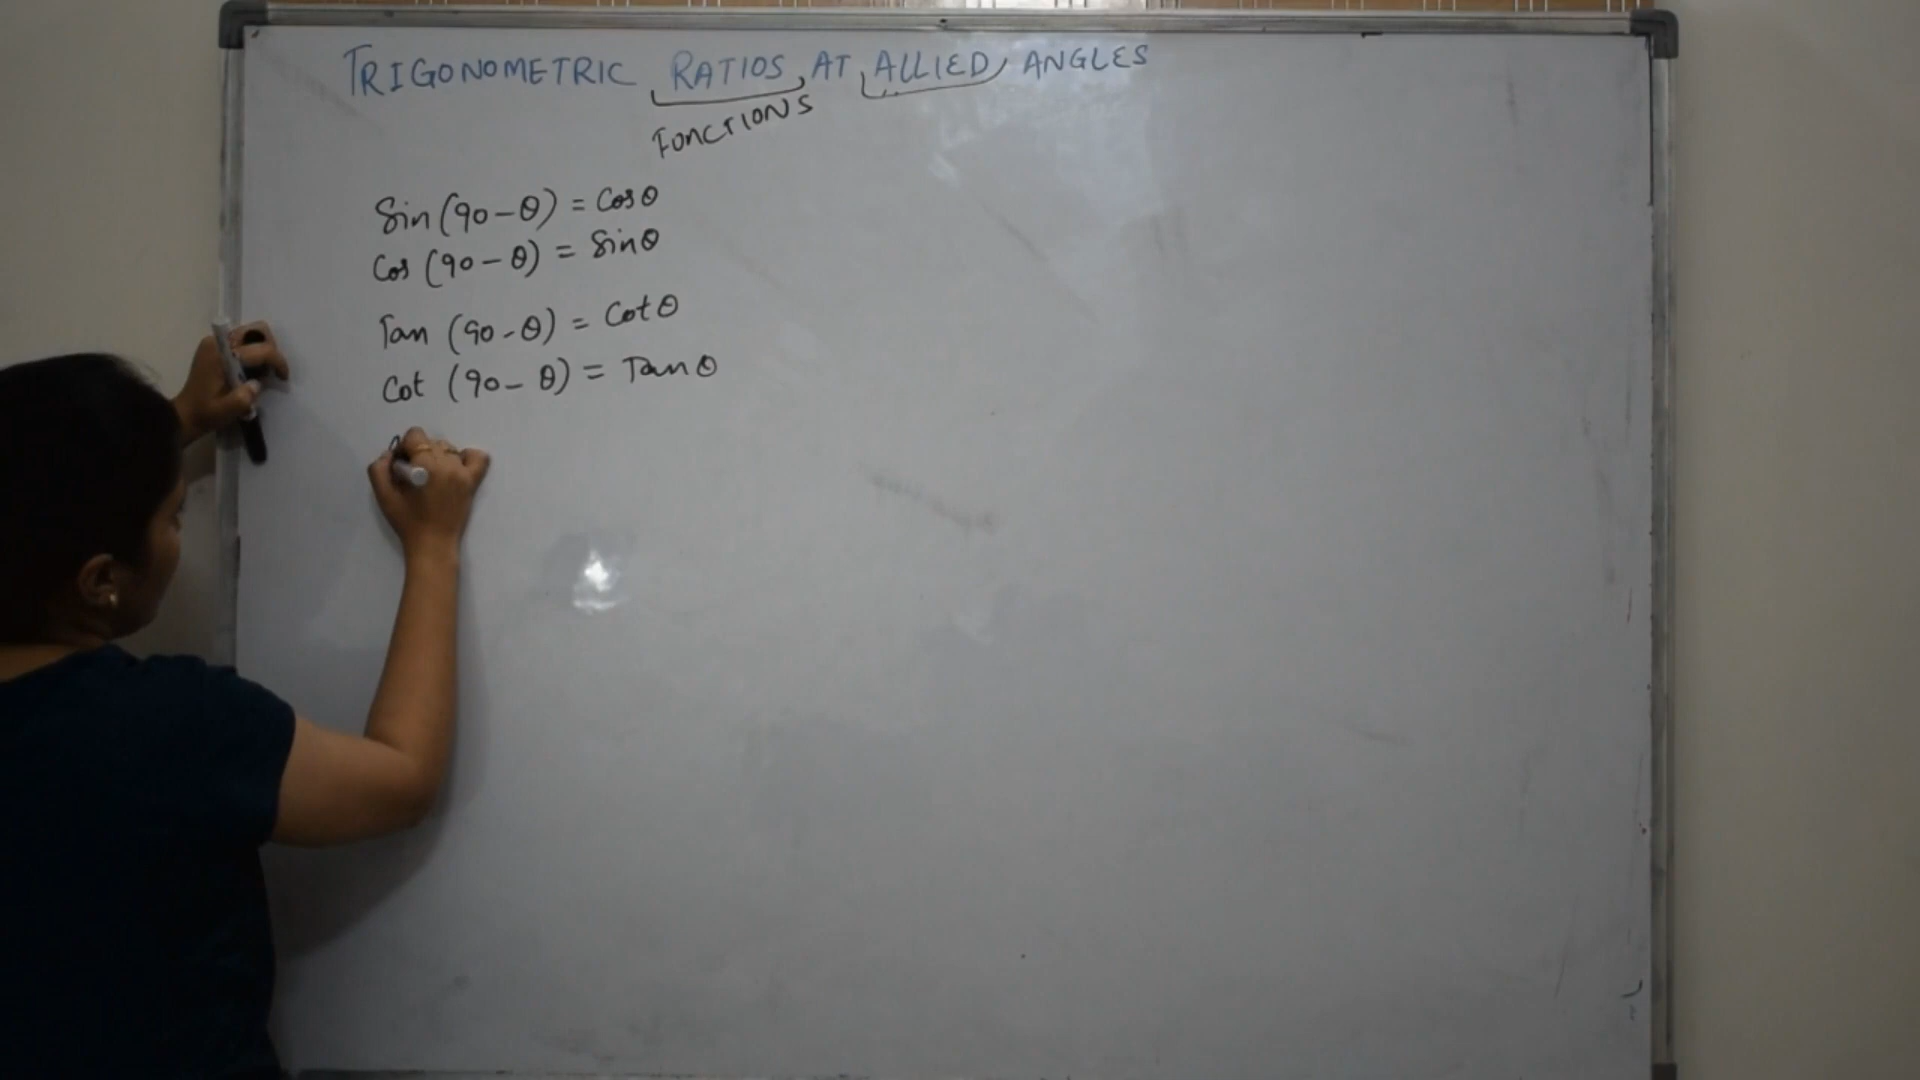 TRIGONOMETRIC RATIOS AT ALLIED ANGLES
FUNCTIONS
Sin (90 - θ) = Cos θ
Cos (90 - θ) = Sin θ
Tan (90 - θ) = Cot θ
Cot (90 - θ) = Tan θ